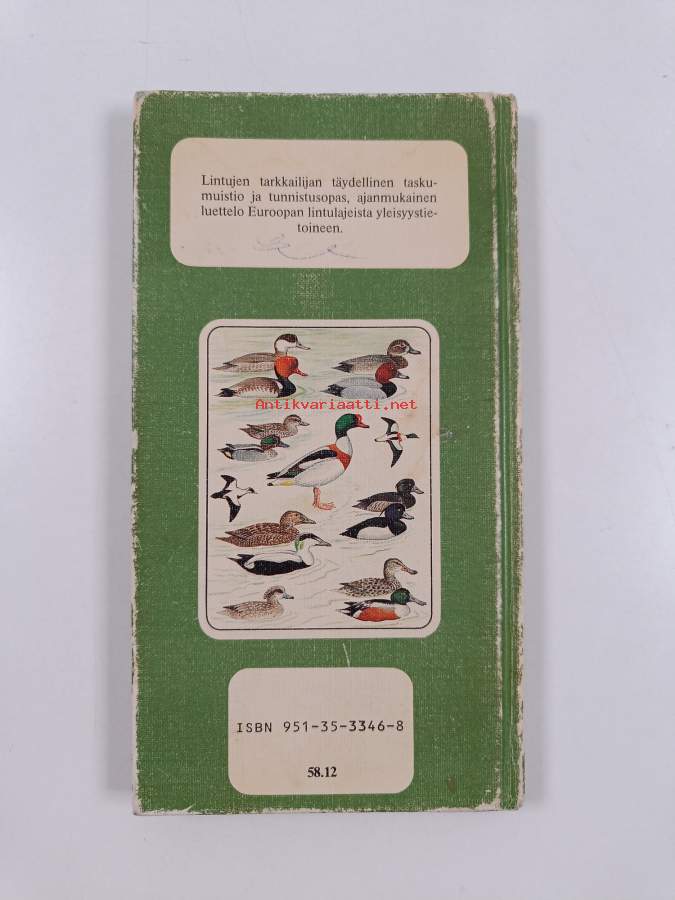 Lintujen tarkkailijan täydellinen tasku-
muistio ja tunnistusopas, ajanmukainen
luettelo Euroopan lintulajeista yleisyystie-
toineen.
Antikvariaatti.net
ISBN 951-35-3346-8
58.12